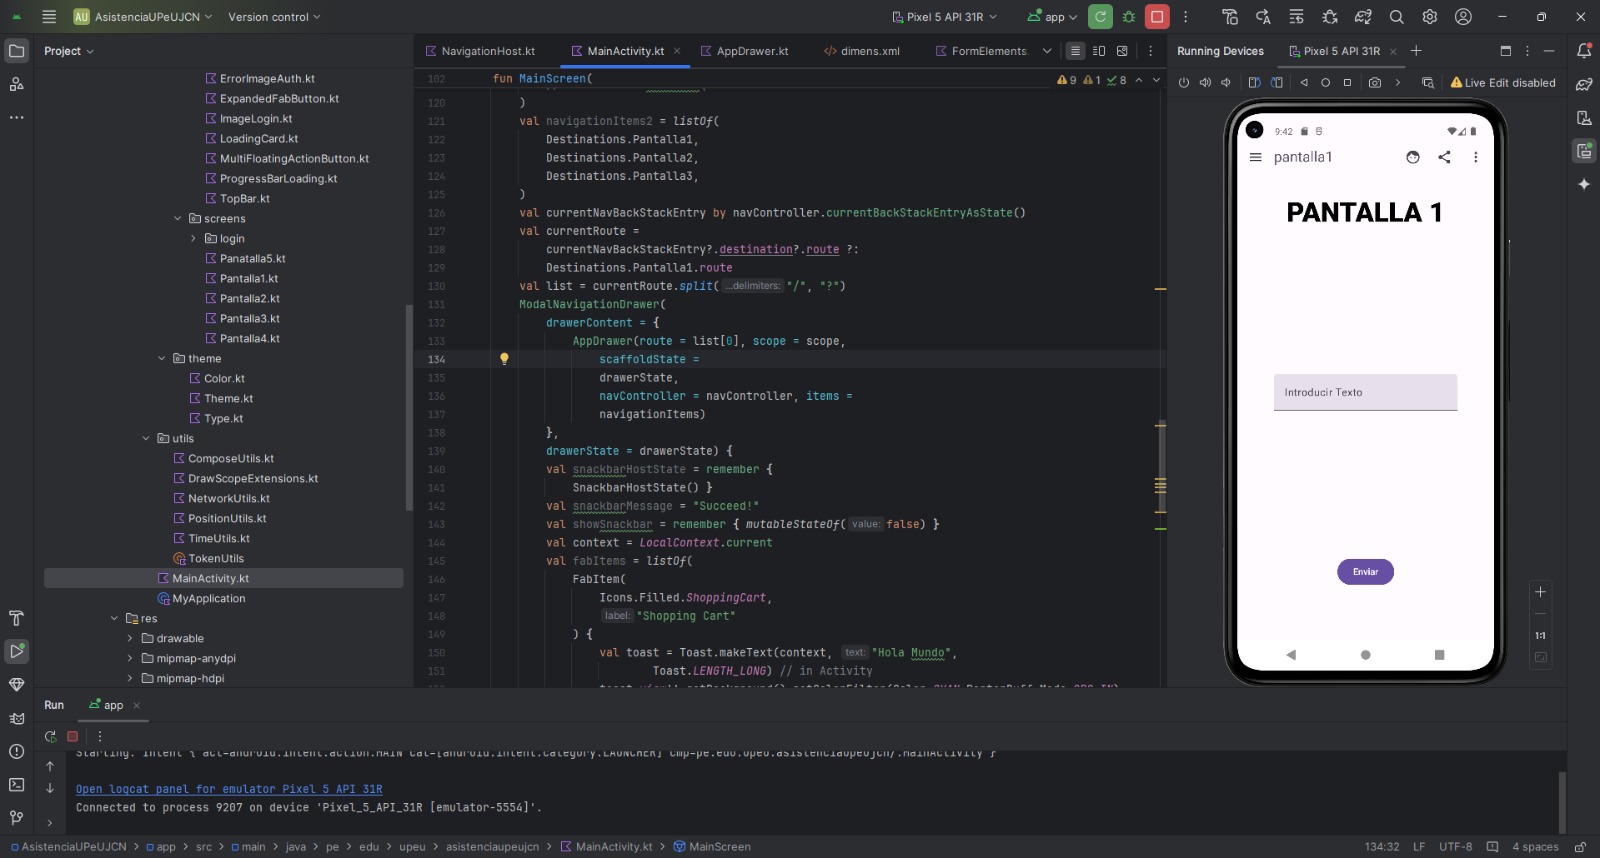 AU AsistenciaUPeUJCN Version control Pixel 5 API 31R app
Project
ErrorImageAuth.kt
ExpandedFabButton.kt
ImageLogin.kt
LoadingCard.kt
MultiFloatingActionButton.kt
ProgressBarLoading.kt
TopBar.kt
screens
login
Panatalla5.kt
Pantalla1.kt
Pantalla2.kt
Pantalla3.kt
Pantalla4.kt
theme
Color.kt
Theme.kt
Type.kt
utils
ComposeUtils.kt
DrawScopeExtensions.kt
NetworkUtils.kt
PositionUtils.kt
TimeUtils.kt
TokenUtils
MainActivity.kt
MyApplication
res
drawable
mipmap-anydpi
mipmap-hdpi
NavigationHost.kt MainActivity.kt AppDrawer.kt dimens.xml FormElements
102 fun MainScreen( 9 1 8
120 )
121 val navigationItems2 = listOf(
122 Destinations.Pantalla1,
123 Destinations.Pantalla2,
124 Destinations.Pantalla3,
125 )
126 val currentNavBackStackEntry by navController.currentBackStackEntryAsState()
127 val currentRoute =
128 currentNavBackStackEntry?.destination?.route ?:
129 Destinations.Pantalla1.route
130 val list = currentRoute.split( ...delimiters: "/", "?")
131 ModalNavigationDrawer(
132 drawerContent = {
133 AppDrawer(route = list[0], scope = scope,
134 scaffoldState =
135 drawerState,
136 navController = navController, items =
137 navigationItems)
138 },
139 drawerState = drawerState) {
140 val snackbarHostState = remember {
141 SnackbarHostState() }
142 val snackbarMessage = "Succeed!"
143 val showSnackbar = remember { mutableStateOf( value: false) }
144 val context = LocalContext.current
145 val fabItems = listOf(
146 FabItem(
147 Icons.Filled.ShoppingCart,
148 label: "Shopping Cart"
149 ) {
150 val toast = Toast.makeText(context, text: "Hola Mundo",
151 Toast.LENGTH_LONG) // in Activity
Running Devices Pixel 5 API 31R
Live Edit disabled
9:42
pantalla1
PANTALLA 1
Introducir Texto
Enviar
1:1
Run app
Starting: Intent { act=android.intent.action.MAIN cat=[android.intent.category.LAUNCHER] cmp=pe.edu.upeu.asistenciaupeujcn/.MainActivity }
Open logcat panel for emulator Pixel 5 API 31R
Connected to process 9207 on device 'Pixel_5_API_31R [emulator-5554]'.
AsistenciaUPeUJCN > app > src > main > java > pe > edu > upeu > asistenciaupeujcn > MainActivity.kt > MainScreen 134:32 LF UTF-8 4 spaces